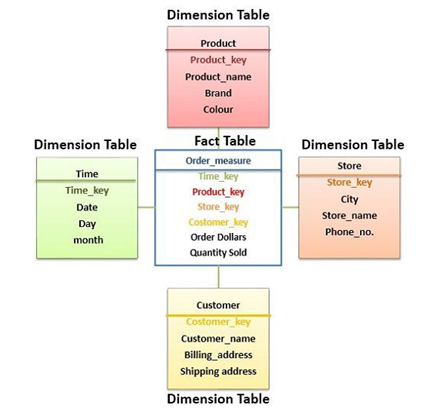 Dimension Table
Product
Product_key
Product_name
Brand
Colour
Dimension Table
Time
Time_key
Date
Day
month
Fact Table
Order_measure
Time_key
Product_key
Store_key
Costomer_key
Order Dollars
Quantity Sold
Dimension Table
Store
Store_key
City
Store_name
Phone_no.
Customer
Costomer_key
Customer_name
Billing_address
Shipping address
Dimension Table